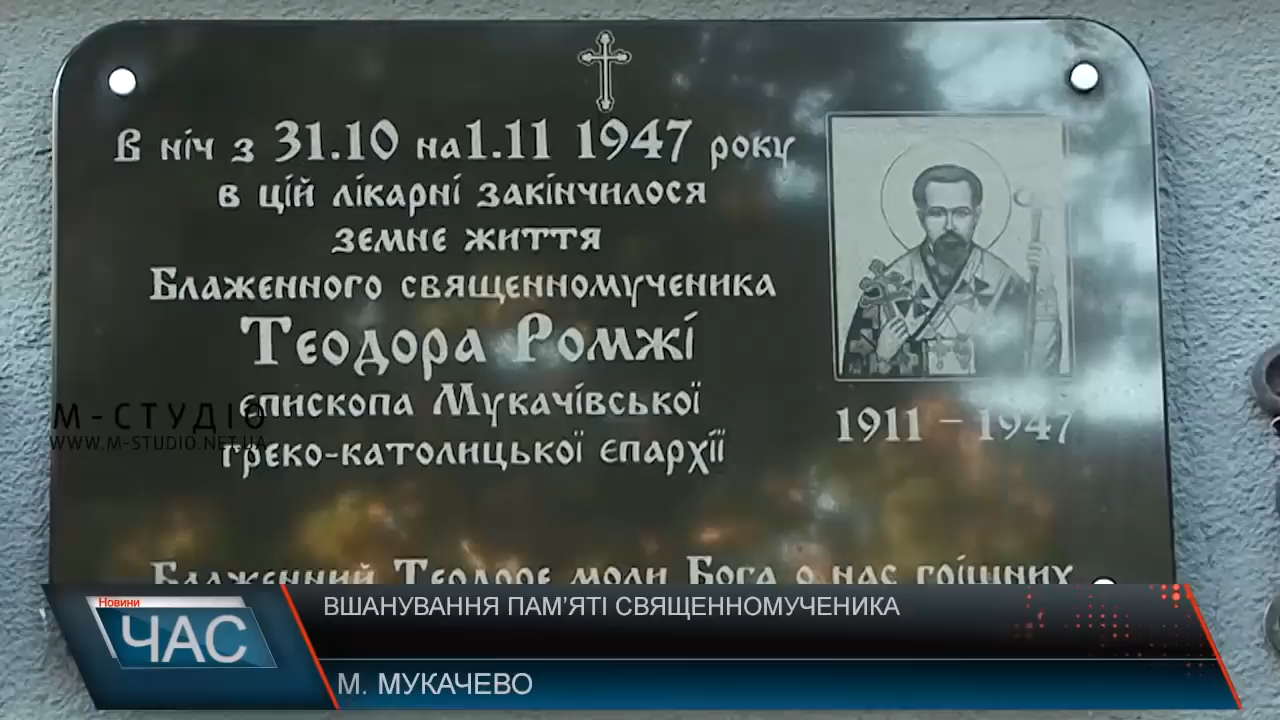 В ніч з 31.10 на 1.11 1947 року
в цій лікарні закінчилося
земне життя
Блаженного священномученика
Теодора Ромжі
єпископа Мукачівської
греко-католицької єпархії
1911 – 1947
Блаженний Теодоре моли Бога о нас грішних
М-СТУДІО
WWW.M-STUDIO.NET.UA
Новини
ЧАС
ВШАНУВАННЯ ПАМ’ЯТІ СВЯЩЕННОМУЧЕНИКА
М. МУКАЧЕВО